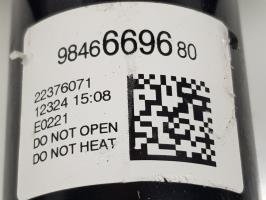 9846669680
22376071
12324 15:08
E0221
DO NOT OPEN
DO NOT HEAT